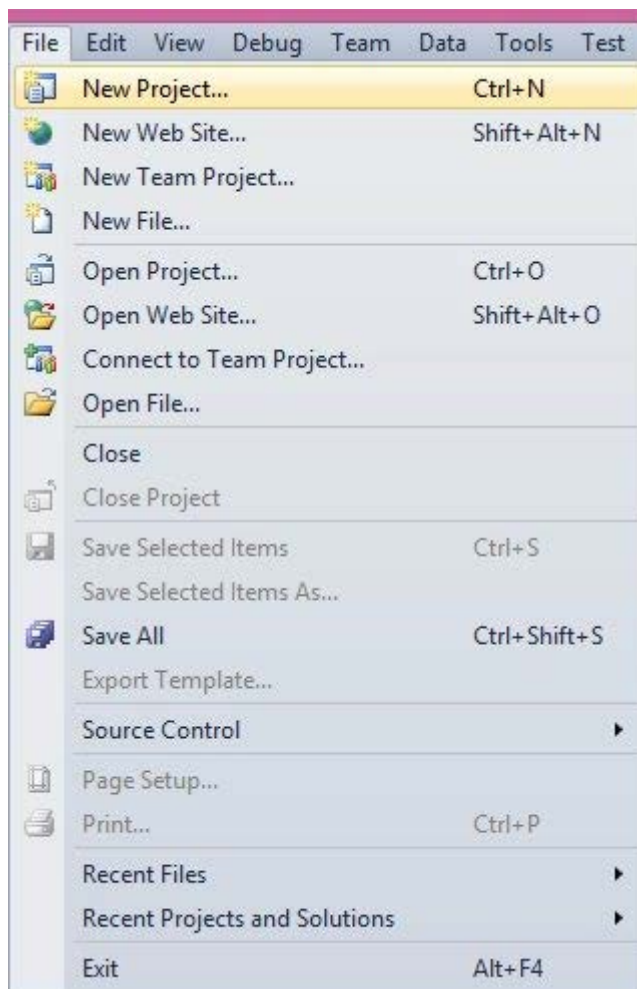 File Edit View Debug Team Data Tools Test
New Project... Ctrl+N
New Web Site... Shift+Alt+N
New Team Project...
New File...
Open Project... Ctrl+O
Open Web Site... Shift+Alt+O
Connect to Team Project...
Open File...
Close
Close Project
Save Selected Items Ctrl+S
Save Selected Items As...
Save All Ctrl+Shift+S
Export Template...
Source Control
Page Setup...
Print... Ctrl+P
Recent Files
Recent Projects and Solutions
Exit Alt+F4